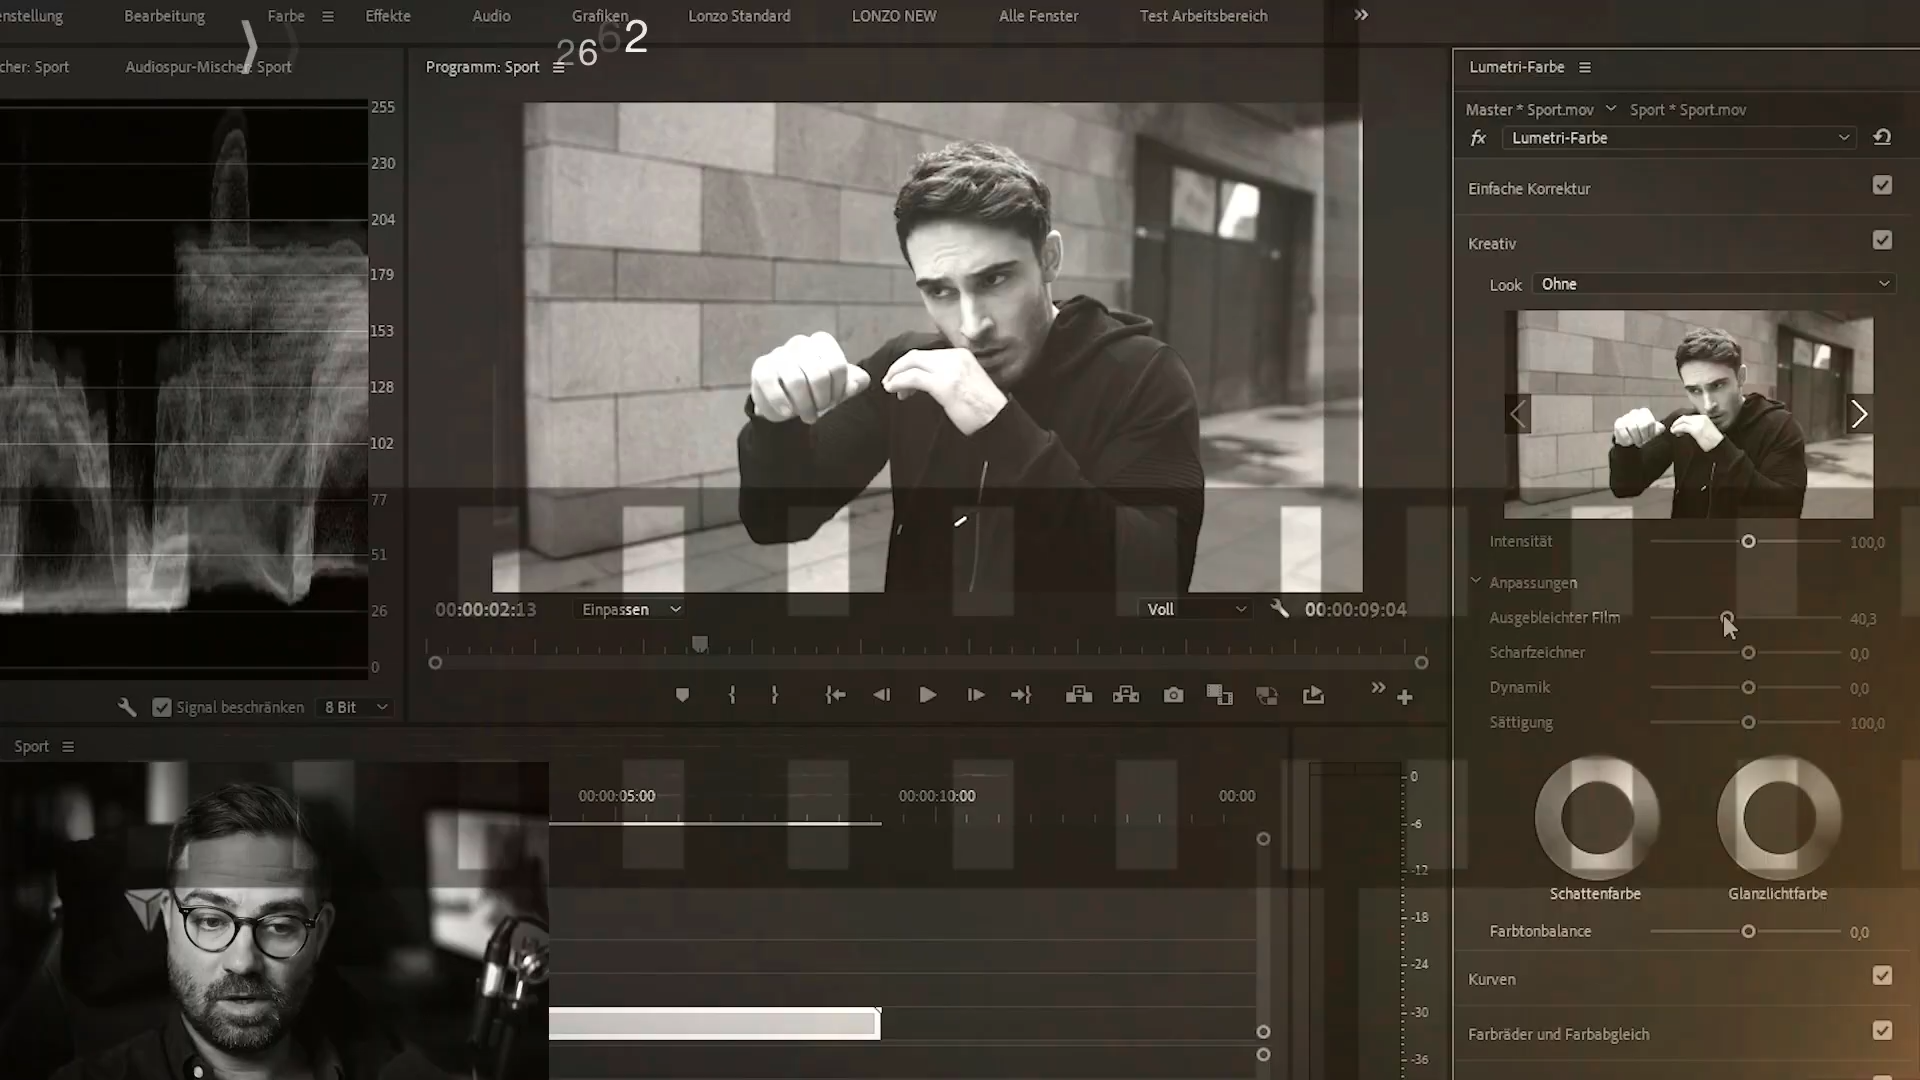 Bearbeitung Farbe Effekte Audio Grafiken Lonzo Standard LONZO NEW Alle Fenster Test Arbeitsbereich
2662
cher: Sport Audiospur-Mischer: Sport Programm: Sport Lumetri-Farbe
255
230
204
179
153
128
102
77
51
26
0
Signal beschränken 8 Bit
00:00:02:13 Einpassen Voll 00:00:09:04
Master * Sport.mov Sport * Sport.mov
fx Lumetri-Farbe
Einfache Korrektur
Kreativ
Look Ohne
Intensität 100,0
Anpassungen
Ausgebleichter Film 40,3
Scharfzeichner 0,0
Dynamik 0,0
Sättigung 100,0
Schattenfarbe Glanzlichtfarbe
Farbtonbalance 0,0
Kurven
Farbräder und Farbabgleich
Sport
00:00:05:00 00:00:10:00 00:00
0
-6
-12
-18
-24
-30
-36